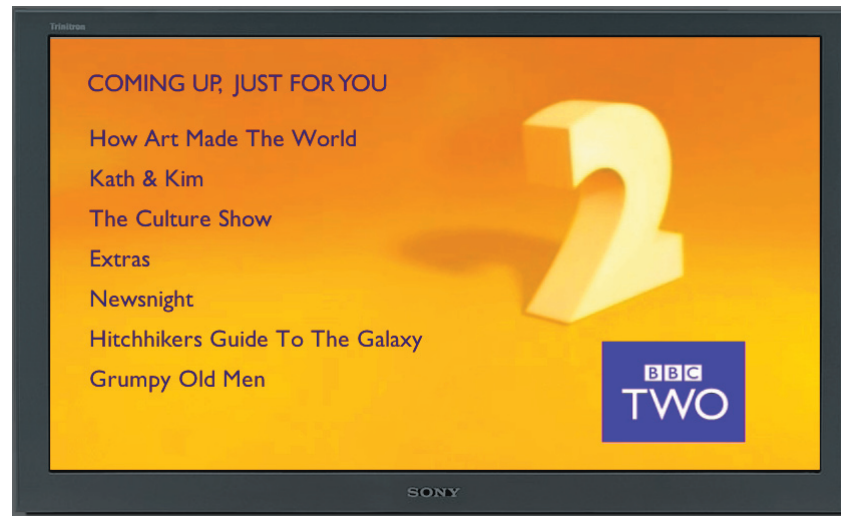 Trinitron
COMING UP, JUST FOR YOU
How Art Made The World
Kath & Kim
The Culture Show
Extras
Newsnight
Hitchhikers Guide To The Galaxy
Grumpy Old Men
2
BBC
TWO
SONY